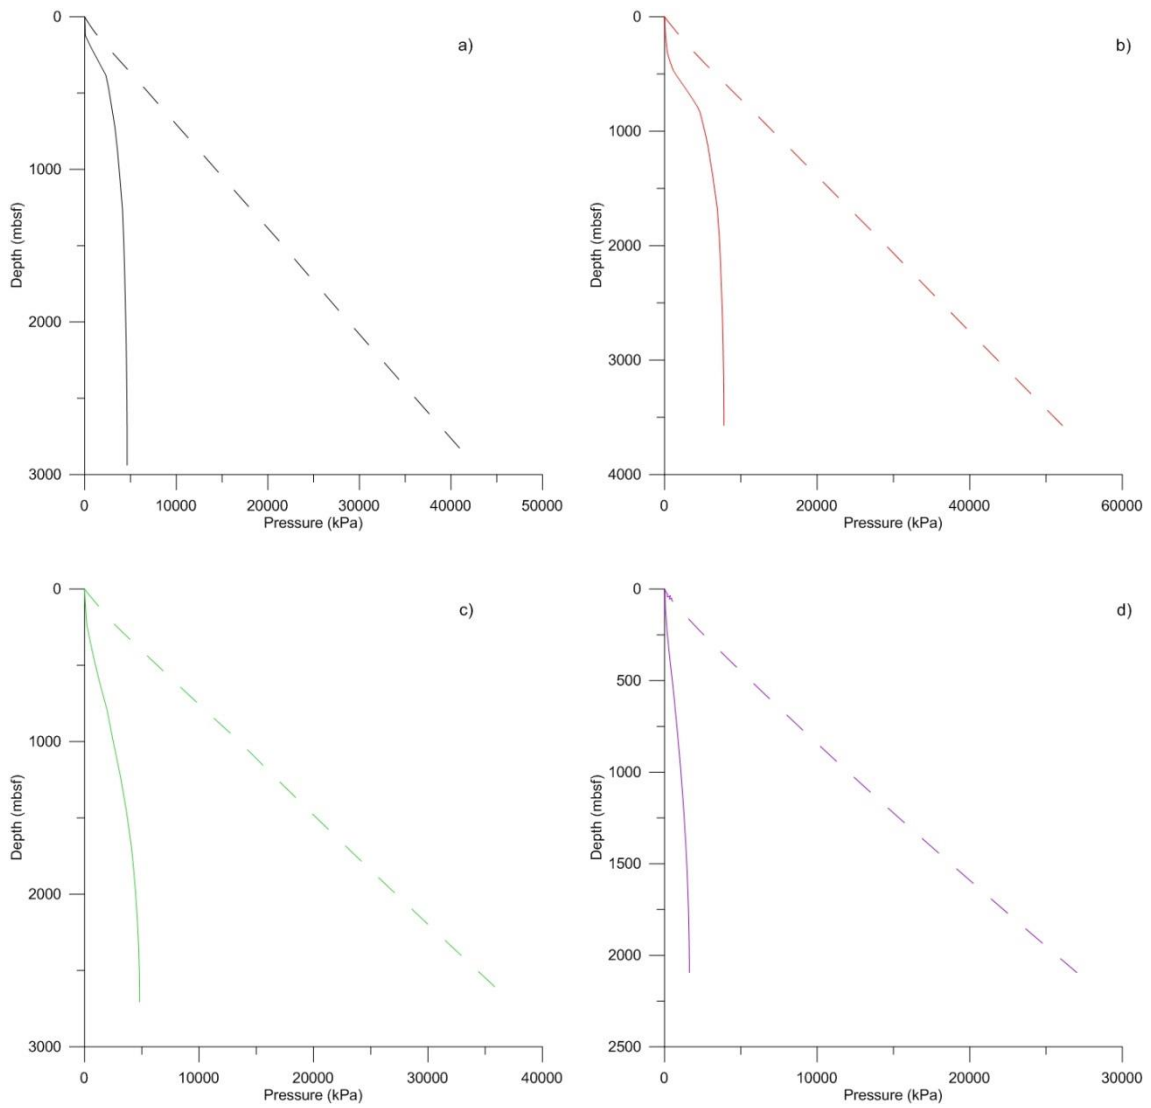 a)
0
1000
2000
3000
Depth (mbsf)
0 10000 20000 30000 40000 50000
Pressure (kPa)
b)
0
1000
2000
3000
4000
Depth (mbsf)
0 20000 40000 60000
Pressure (kPa)
c)
0
1000
2000
3000
Depth (mbsf)
0 10000 20000 30000 40000
Pressure (kPa)
d)
0
500
1000
1500
2000
2500
Depth (mbsf)
0 10000 20000 30000
Pressure (kPa)